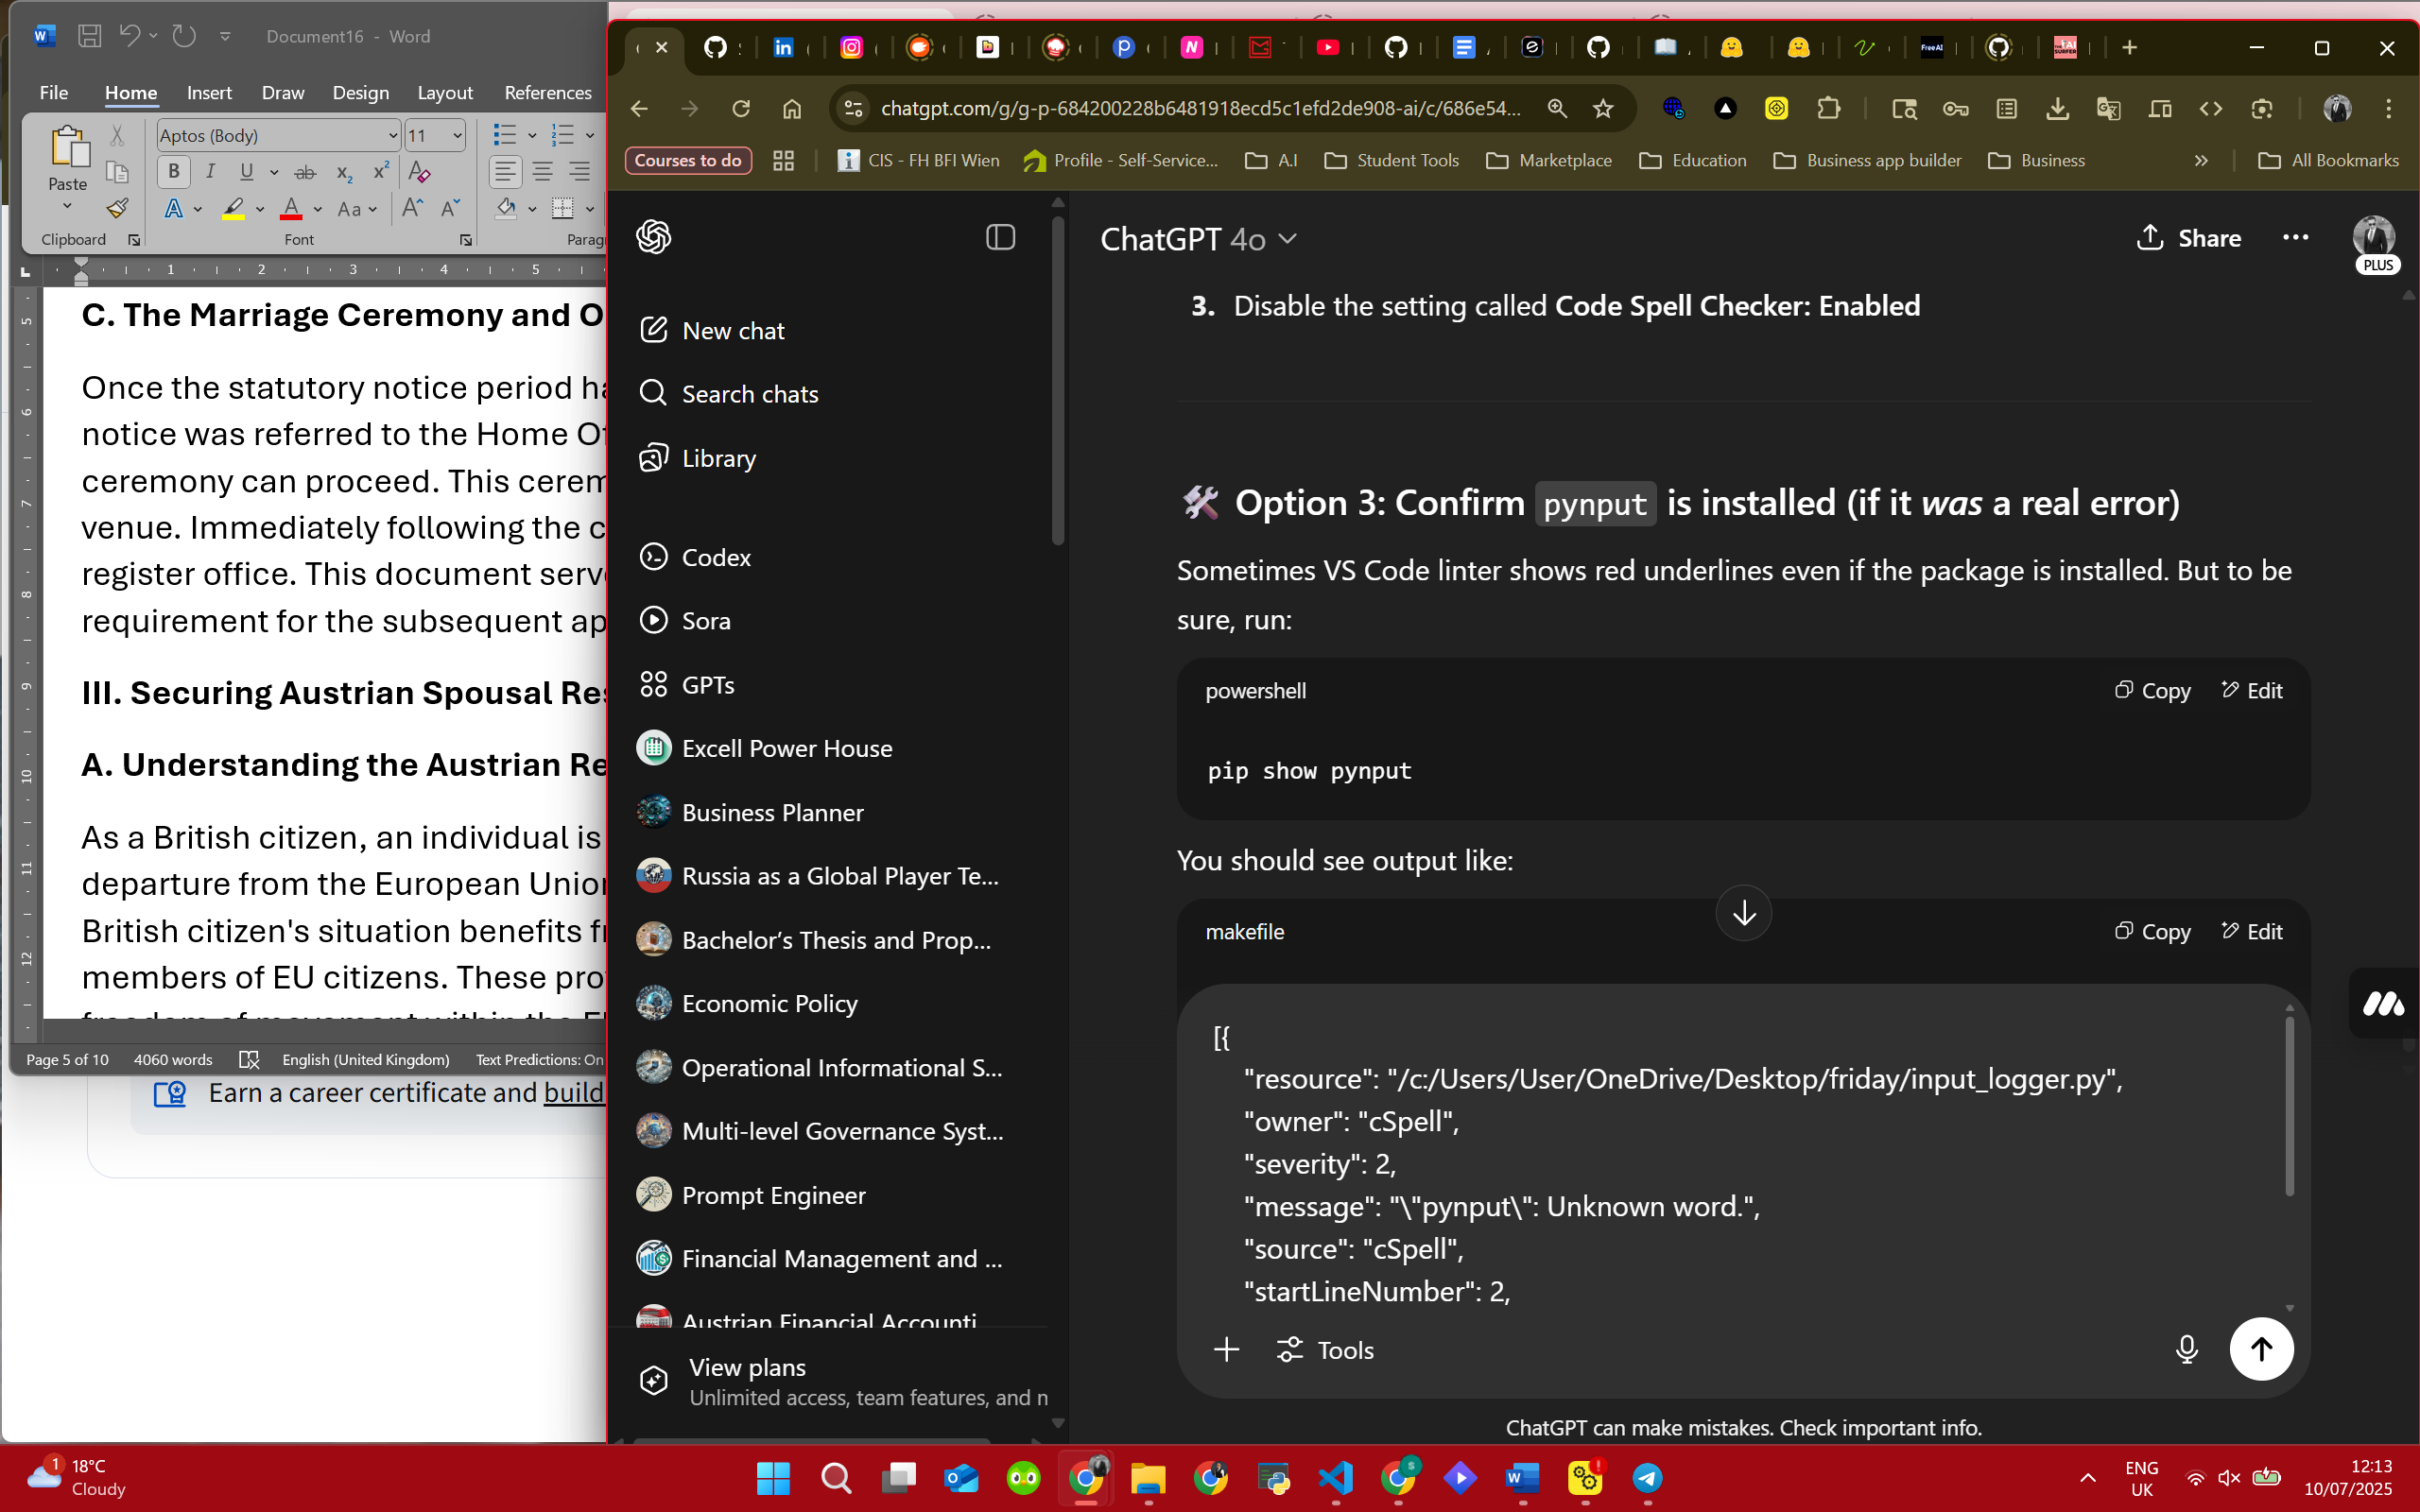 Document16 - Word
File Home Insert Draw Design Layout References
Aptos (Body) 11
Paste
Clipboard Font
C. The Marriage Ceremony and O
Once the statutory notice period ha
notice was referred to the Home Of
ceremony can proceed. This cerem
venue. Immediately following the c
register office. This document serve
requirement for the subsequent ap
III. Securing Austrian Spousal Res
A. Understanding the Austrian Re
As a British citizen, an individual is
departure from the European Union
British citizen's situation benefits fr
members of EU citizens. These prot
Page 5 of 10 4060 words English (United Kingdom) Text Predictions: On
Earn a career certificate and build
chatgpt.com/g/g-p-684200228b6481918ecd5c1efd2de908-ai/c/686e54...
Courses to do CIS - FH BFI Wien Profile - Self-Service... A.I Student Tools Marketplace Education Business app builder Business All Bookmarks
New chat
Search chats
Library
Codex
Sora
GPTs
Excell Power House
Business Planner
Russia as a Global Player Te...
Bachelor's Thesis and Prop...
Economic Policy
Operational Informational S...
Multi-level Governance Syst...
Prompt Engineer
Financial Management and ...
Austrian Financial Accounti
View plans
Unlimited access, team features, and n
ChatGPT 4o
Share
PLUS
3. Disable the setting called Code Spell Checker: Enabled
Option 3: Confirm pynput is installed (if it was a real error)
Sometimes VS Code linter shows red underlines even if the package is installed. But to be
sure, run:
powershell Copy Edit
pip show pynput
You should see output like:
makefile Copy Edit
[{
"resource": "/c:/Users/User/OneDrive/Desktop/friday/input_logger.py",
"owner": "cSpell",
"severity": 2,
"message": "\"pynput\": Unknown word.",
"source": "cSpell",
"startLineNumber": 2,
Tools
ChatGPT can make mistakes. Check important info.
1
18°C
Cloudy
ENG
UK
12:13
10/07/2025